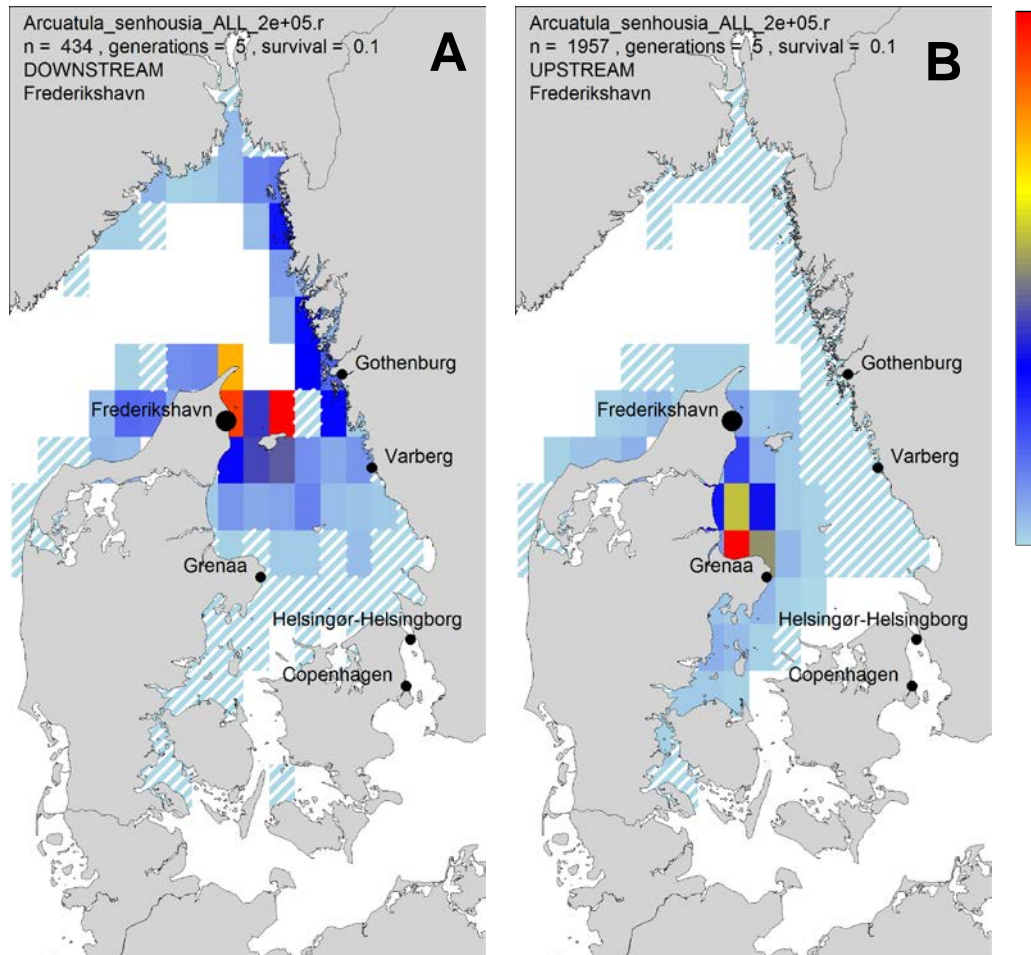 Arcuatula_senhousia_ALL_2e+05.r
n = 434 , generations = 5 , survival = 0.1
DOWNSTREAM
Frederikshavn
A
Gothenburg
Frederikshavn
Varberg
Grenaa
Helsingør-Helsingborg
Copenhagen
Arcuatula_senhousia_ALL_2e+05.r
n = 1957 , generations = 5 , survival = 0.1
UPSTREAM
Frederikshavn
B
Gothenburg
Frederikshavn
Varberg
Grenaa
Helsingør-Helsingborg
Copenhagen